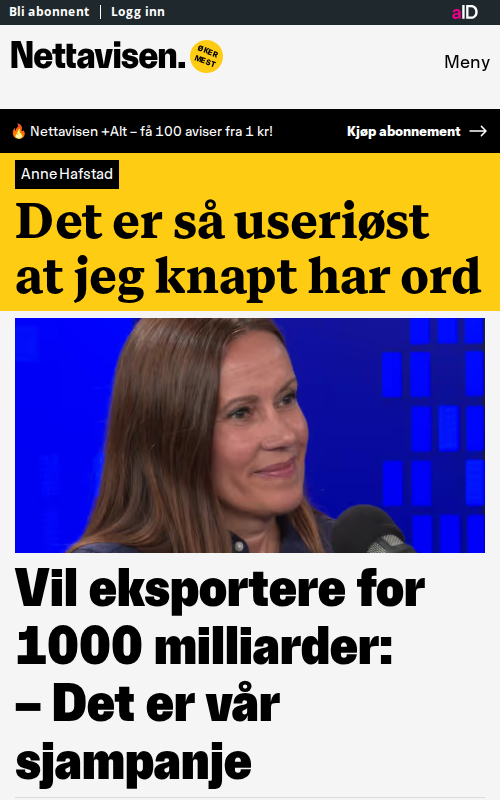 Bli abonnent | Logg inn
aID
Nettavisen.
ØKER
MEST
Meny
🔥 Nettavisen +Alt – få 100 aviser fra 1 kr!
Kjøp abonnement →
Anne Hafstad
Det er så useriøst
at jeg knapt har ord
Vil eksportere for
1000 milliarder:
– Det er vår
sjampanje